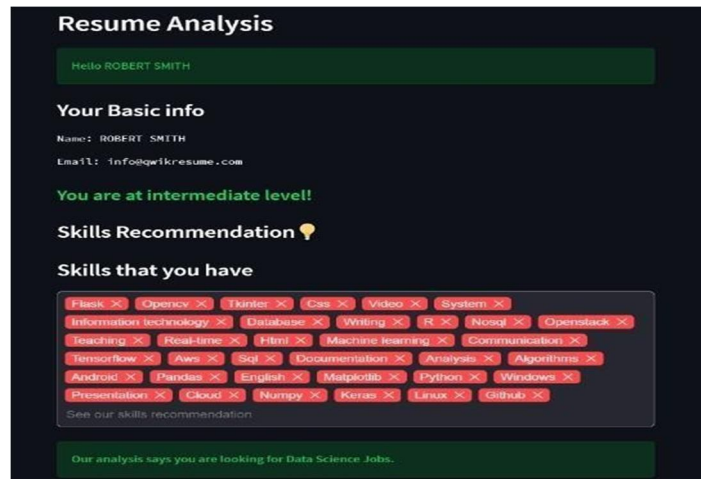 Resume Analysis
Hello ROBERT SMITH
Your Basic info
Name: ROBERT SMITH
Email: info@qwikresume.com
You are at intermediate level!
Skills Recommendation💡
Skills that you have
Flask × Opencv × Tkinter × Css × Video × System ×
Information technology × Database × Writing × R × Nosql × Openstack ×
Teaching × Real-time × Html × Machine learning × Communication ×
Tensorflow × Aws × Sql × Documentation × Analysis × Algorithms ×
Android × Pandas × English × Matplotlib × Python × Windows ×
Presentation × Cloud × Numpy × Keras × Linux × Github ×
See our skills recommendation
Our analysis says you are looking for Data Science Jobs.